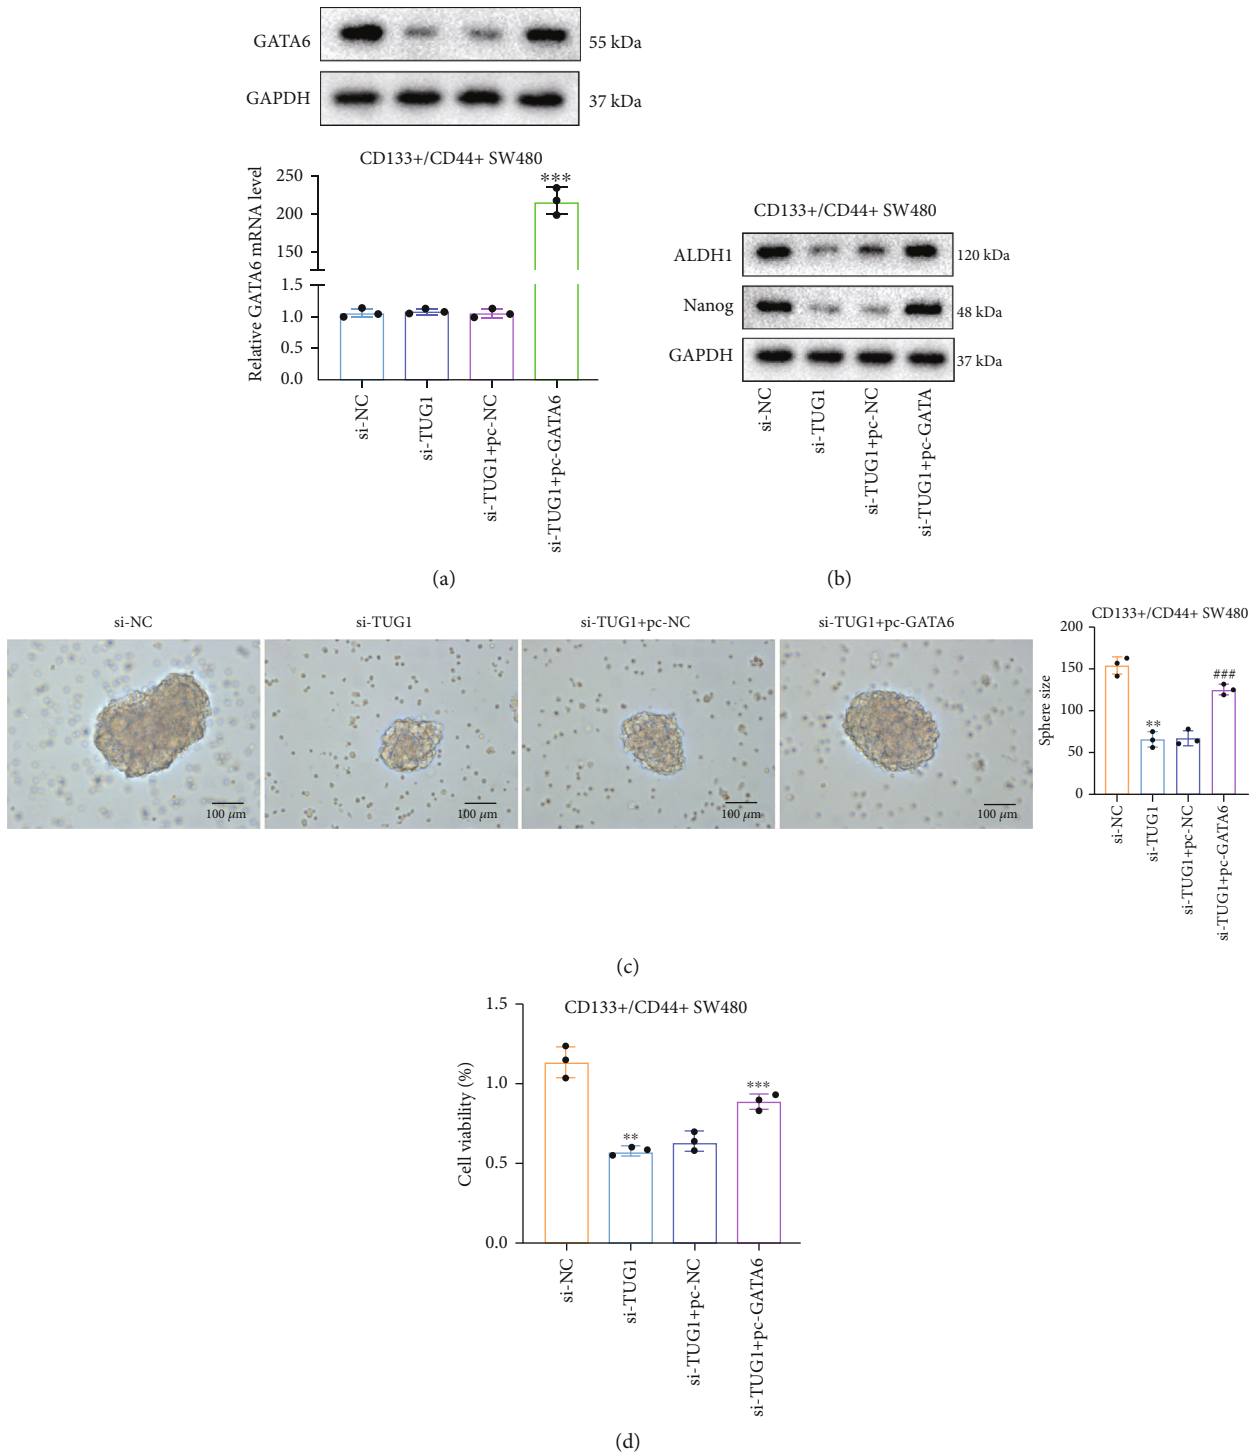 GATA6
55 kDa
GAPDH
37 kDa
CD133+/CD44+ SW480
Relative GATA6 mRNA level
250
200
150
100
1.5
1.0
0.5
0.0
***
si-NC
si-TUG1
si-TUG1+pc-NC
si-TUG1+pc-GATA6
(a)
CD133+/CD44+ SW480
ALDH1
120 kDa
Nanog
48 kDa
GAPDH
37 kDa
si-NC
si-TUG1
si-TUG1+pc-NC
si-TUG1+pc-GATA
(b)
si-NC
si-TUG1
si-TUG1+pc-NC
si-TUG1+pc-GATA6
100 μm
100 μm
100 μm
100 μm
CD133+/CD44+ SW480
Sphere size
200
150
100
50
0
**
###
si-NC
si-TUG1
si-TUG1+pc-NC
si-TUG1+pc-GATA6
(c)
CD133+/CD44+ SW480
Cell viability (%)
1.5
1.0
0.5
0.0
**
***
si-NC
si-TUG1
si-TUG1+pc-NC
si-TUG1+pc-GATA6
(d)